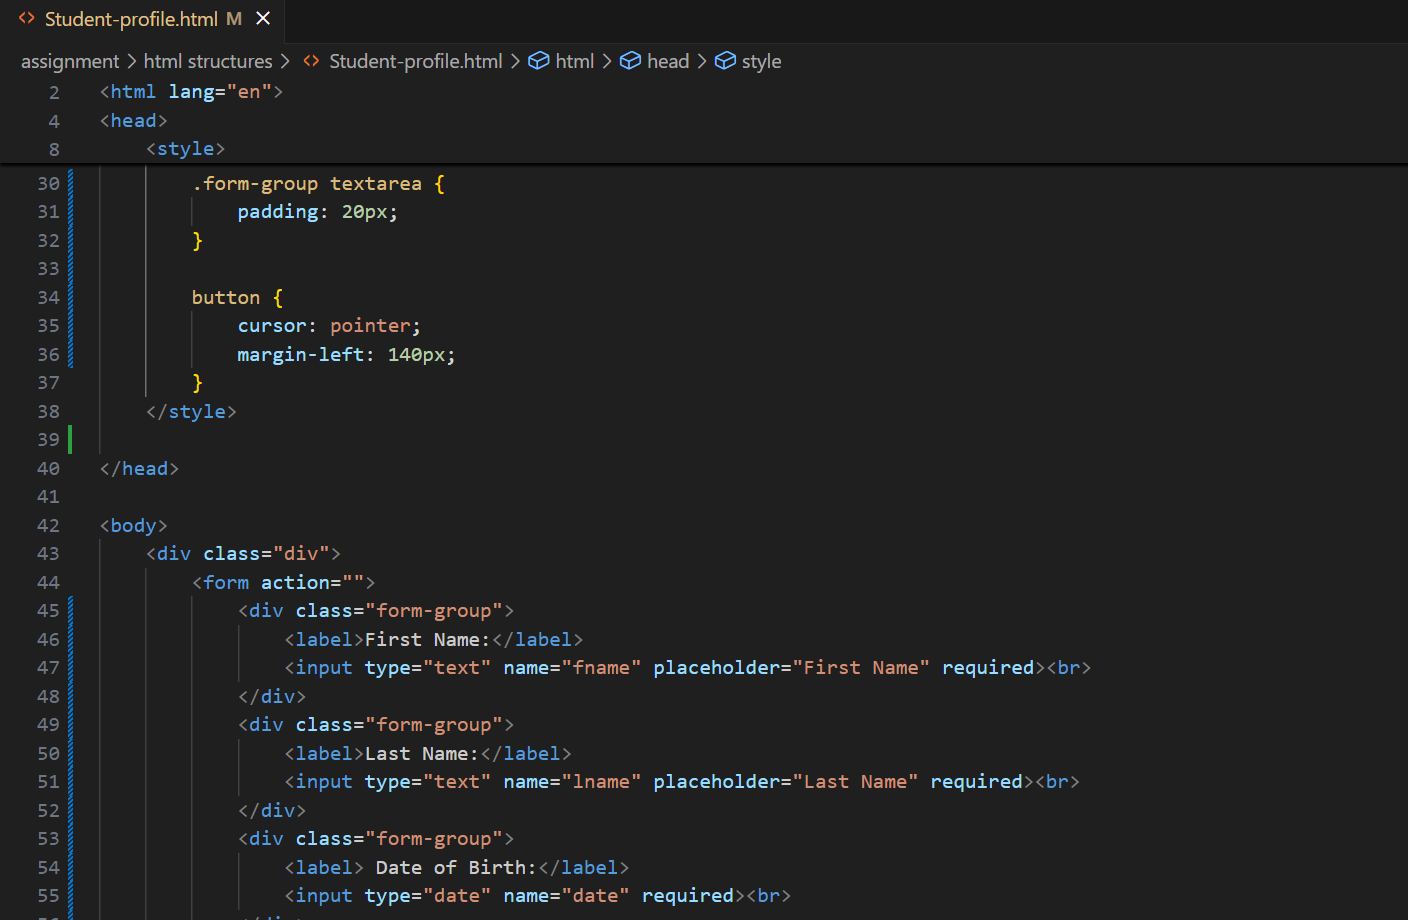 Student-profile.html M
assignment > html structures > Student-profile.html > html > head > style
2 <html lang="en">
4 <head>
8 <style>
30 .form-group textarea {
31 padding: 20px;
32 }
33
34 button {
35 cursor: pointer;
36 margin-left: 140px;
37 }
38 </style>
39
40 </head>
41
42 <body>
43 <div class="div">
44 <form action="">
45 <div class="form-group">
46 <label>First Name:</label>
47 <input type="text" name="fname" placeholder="First Name" required><br>
48 </div>
49 <div class="form-group">
50 <label>Last Name:</label>
51 <input type="text" name="lname" placeholder="Last Name" required><br>
52 </div>
53 <div class="form-group">
54 <label> Date of Birth:</label>
55 <input type="date" name="date" required><br>